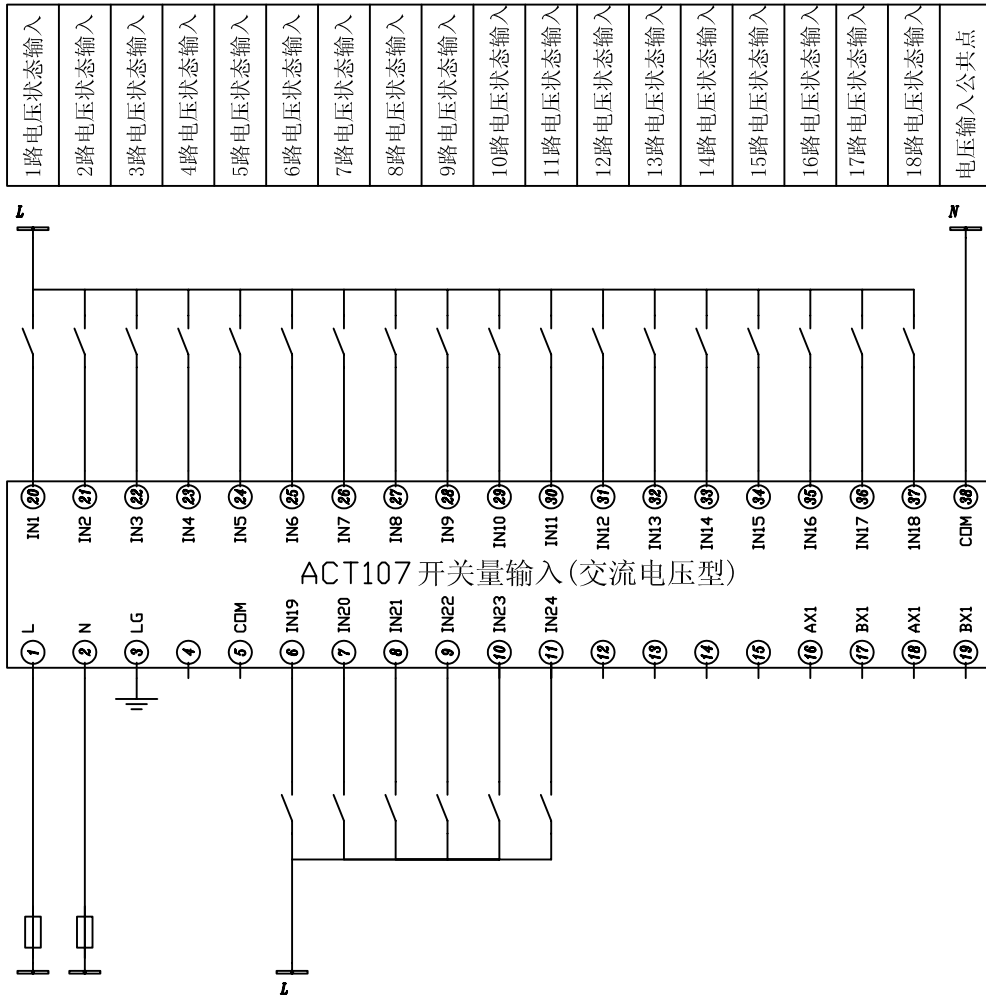 1路电压状态输入
2路电压状态输入
3路电压状态输入
4路电压状态输入
5路电压状态输入
6路电压状态输入
7路电压状态输入
8路电压状态输入
9路电压状态输入
10路电压状态输入
11路电压状态输入
12路电压状态输入
13路电压状态输入
14路电压状态输入
15路电压状态输入
16路电压状态输入
17路电压状态输入
18路电压状态输入
电压输入公共点
L
N
20 21 22 23 24 25 26 27 28 29 30 31 32 33 34 35 36 37 38
IN1 IN2 IN3 IN4 IN5 IN6 IN7 IN8 IN9 IN10 IN11 IN12 IN13 IN14 IN15 IN16 IN17 1N18 COM
ACT107开关量输入(交流电压型)
L N LG COM IN19 IN20 IN21 IN22 IN23 IN24 AX1 BX1 AX1 BX1
1 2 3 4 5 6 7 8 9 10 11 12 13 14 15 16 17 18 19
L